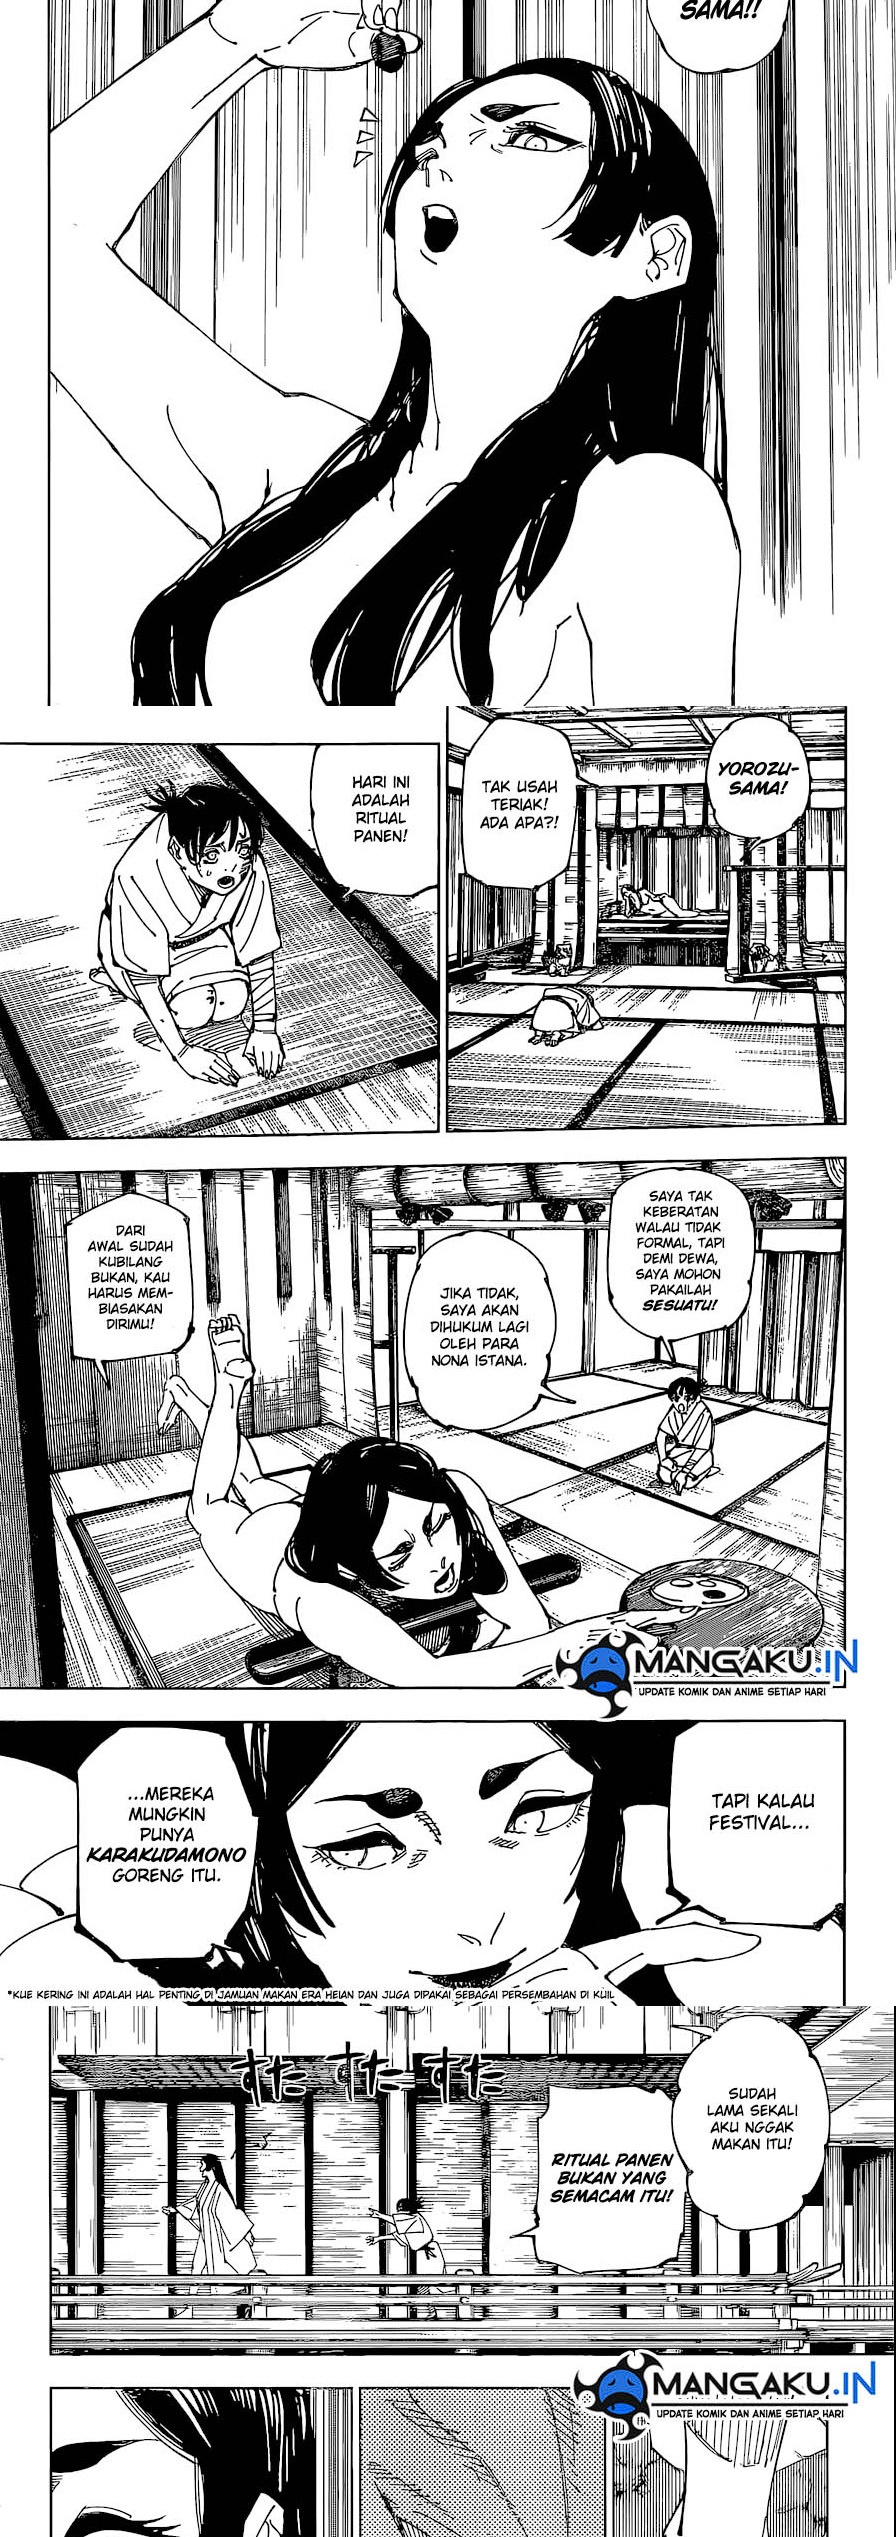 SAMA!!
YOROZU-
SAMA!
TAK USAH
TERIAK!
ADA APA?!
HARI INI
ADALAH
RITUAL
PANEN!
SAYA TAK
KEBERATAN
WALAU TIDAK
FORMAL, TAPI
DEMI DEWA,
SAYA MOHON
PAKAILAH
SESUATU!
JIKA TIDAK,
SAYA AKAN
DIHUKUM LAGI
OLEH PARA
NONA ISTANA.
DARI
AWAL SUDAH
KUBILANG
BUKAN, KAU
HARUS MEM-
BIASAKAN
DIRIMU!
MANGAKU.IN
UPDATE KOMIK DAN ANIME SETIAP HARI
TAPI KALAU
FESTIVAL...
...MEREKA
MUNGKIN
PUNYA
KARAKUDAMONO
GORENG ITU.
*KUE KERING INI ADALAH HAL PENTING DI JAMUAN MAKAN ERA HEIAN DAN JUGA DIPAKAI SEBAGAI PERSEMBAHAN DI KUIL
SUDAH
LAMA SEKALI
AKU NGGAK
MAKAN ITU!
RITUAL PANEN
BUKAN YANG
SEMACAM ITU!
すた すた すた
MANGAKU.IN
UPDATE KOMIK DAN ANIME SETIAP HARI